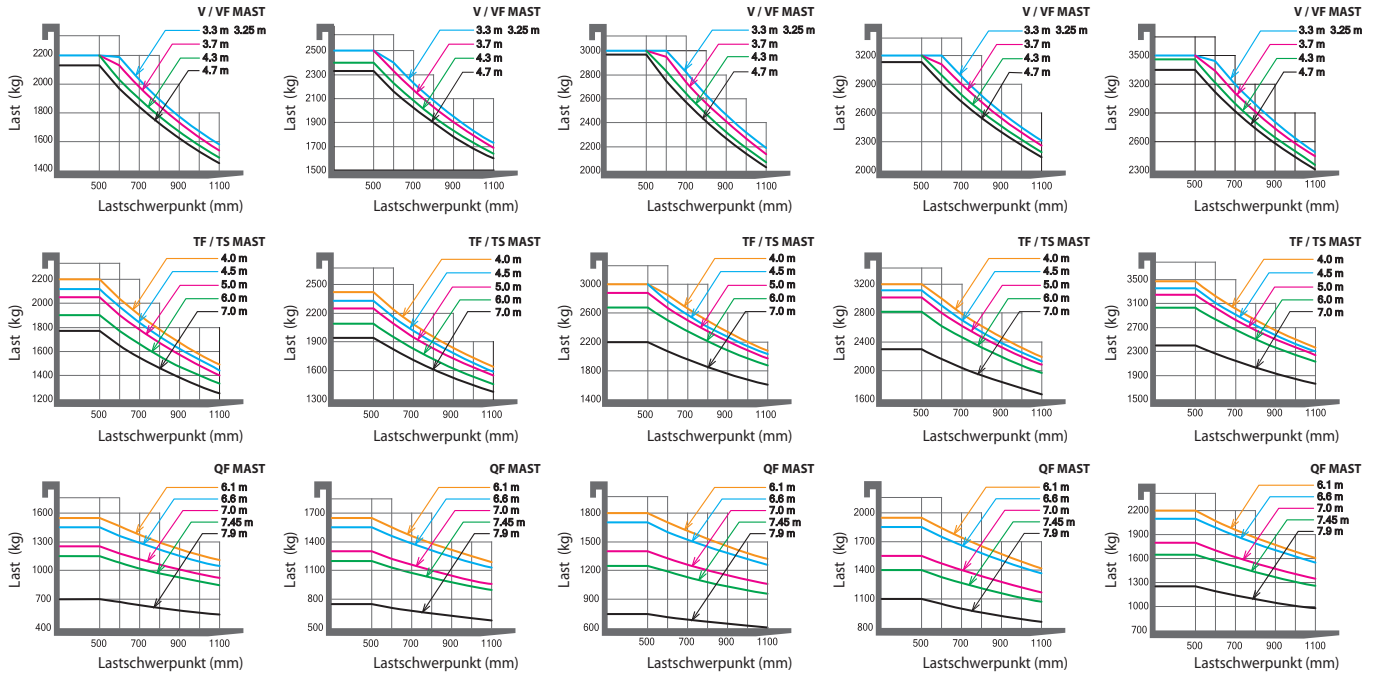 V / VF MAST
3.3 m 3.25 m
3.7 m
4.3 m
4.7 m
Last (kg)
2200
2000
1800
1600
1400
500 700 900 1100
Lastschwerpunkt (mm)
V / VF MAST
3.3 m 3.25 m
3.7 m
4.3 m
4.7 m
Last (kg)
2500
2300
2100
1900
1700
1500
500 700 900 1100
Lastschwerpunkt (mm)
V / VF MAST
3.3 m 3.25 m
3.7 m
4.3 m
4.7 m
Last (kg)
3000
2800
2600
2400
2200
2000
500 700 900 1100
Lastschwerpunkt (mm)
V / VF MAST
3.3 m 3.25 m
3.7 m
4.3 m
4.7 m
Last (kg)
3200
2900
2600
2300
2000
500 700 900 1100
Lastschwerpunkt (mm)
V / VF MAST
3.3 m 3.25 m
3.7 m
4.3 m
4.7 m
Last (kg)
3500
3200
2900
2600
2300
500 700 900 1100
Lastschwerpunkt (mm)
TF / TS MAST
4.0 m
4.5 m
5.0 m
6.0 m
7.0 m
Last (kg)
2200
2000
1800
1600
1400
1200
500 700 900 1100
Lastschwerpunkt (mm)
TF / TS MAST
4.0 m
4.5 m
5.0 m
6.0 m
7.0 m
Last (kg)
2500
2200
1900
1600
1300
500 700 900 1100
Lastschwerpunkt (mm)
TF / TS MAST
4.0 m
4.5 m
5.0 m
6.0 m
7.0 m
Last (kg)
3000
2600
2200
1800
1400
500 700 900 1100
Lastschwerpunkt (mm)
TF / TS MAST
4.0 m
4.5 m
5.0 m
6.0 m
7.0 m
Last (kg)
3200
2800
2400
2000
1600
500 700 900 1100
Lastschwerpunkt (mm)
TF / TS MAST
4.0 m
4.5 m
5.0 m
6.0 m
7.0 m
Last (kg)
3500
3100
2700
2300
1900
1500
500 700 900 1100
Lastschwerpunkt (mm)
QF MAST
6.1 m
6.6 m
7.0 m
7.45 m
7.9 m
Last (kg)
1600
1300
1000
700
400
500 700 900 1100
Lastschwerpunkt (mm)
QF MAST
6.1 m
6.6 m
7.0 m
7.45 m
7.9 m
Last (kg)
1700
1400
1100
800
500
500 700 900 1100
Lastschwerpunkt (mm)
QF MAST
6.1 m
6.6 m
7.0 m
7.45 m
7.9 m
Last (kg)
1800
1500
1200
900
600
500 700 900 1100
Lastschwerpunkt (mm)
QF MAST
6.1 m
6.6 m
7.0 m
7.45 m
7.9 m
Last (kg)
2000
1700
1400
1100
800
500 700 900 1100
Lastschwerpunkt (mm)
QF MAST
6.1 m
6.6 m
7.0 m
7.45 m
7.9 m
Last (kg)
2200
1900
1600
1300
1000
700
500 700 900 1100
Lastschwerpunkt (mm)